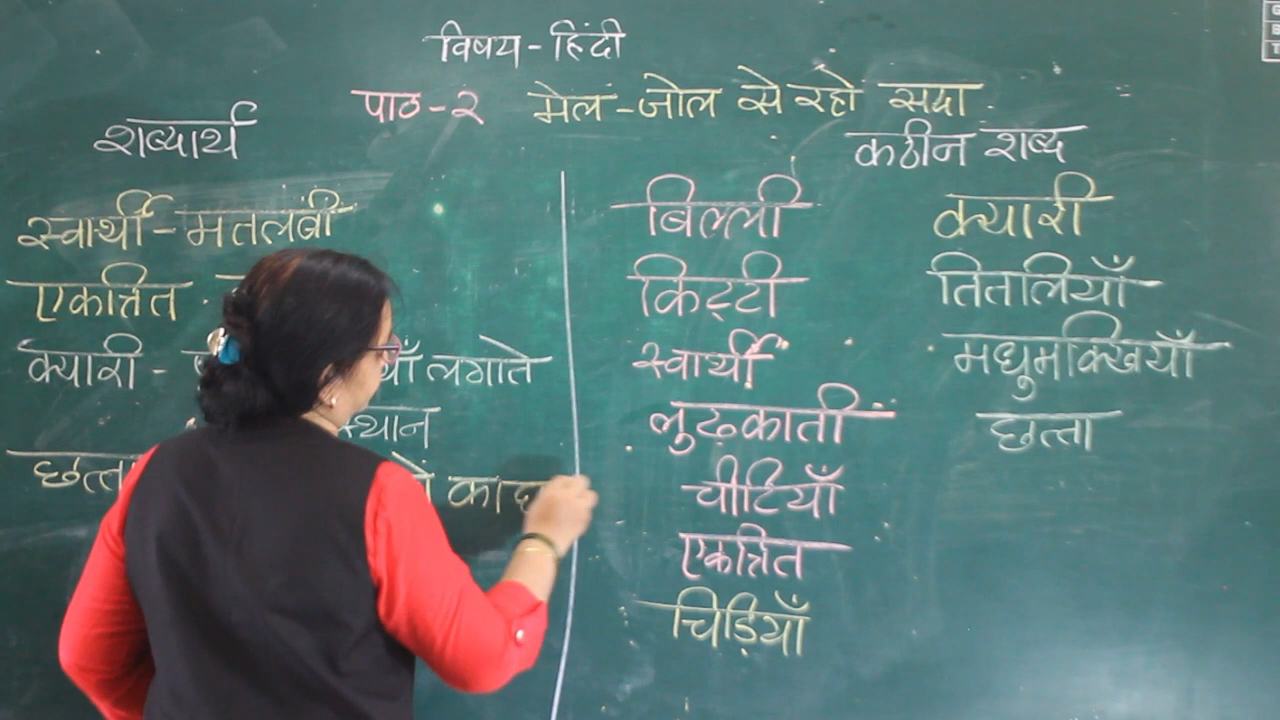 विषय - हिंदी
पाठ - २ मेल - जोल से रहो सदा
शब्यार्थ
स्वार्थी - मतलबी
एकत्रित -
क्यारी - लगाते
स्थान
का
कठीन शब्द
बिल्ली
किट्टी
स्वार्थी
लुढ़काती
चीटियाँ
एकत्रित
चिड़ियाँ
क्यारी
तितलियाँ
मधुमक्खियाँ
छत्ता